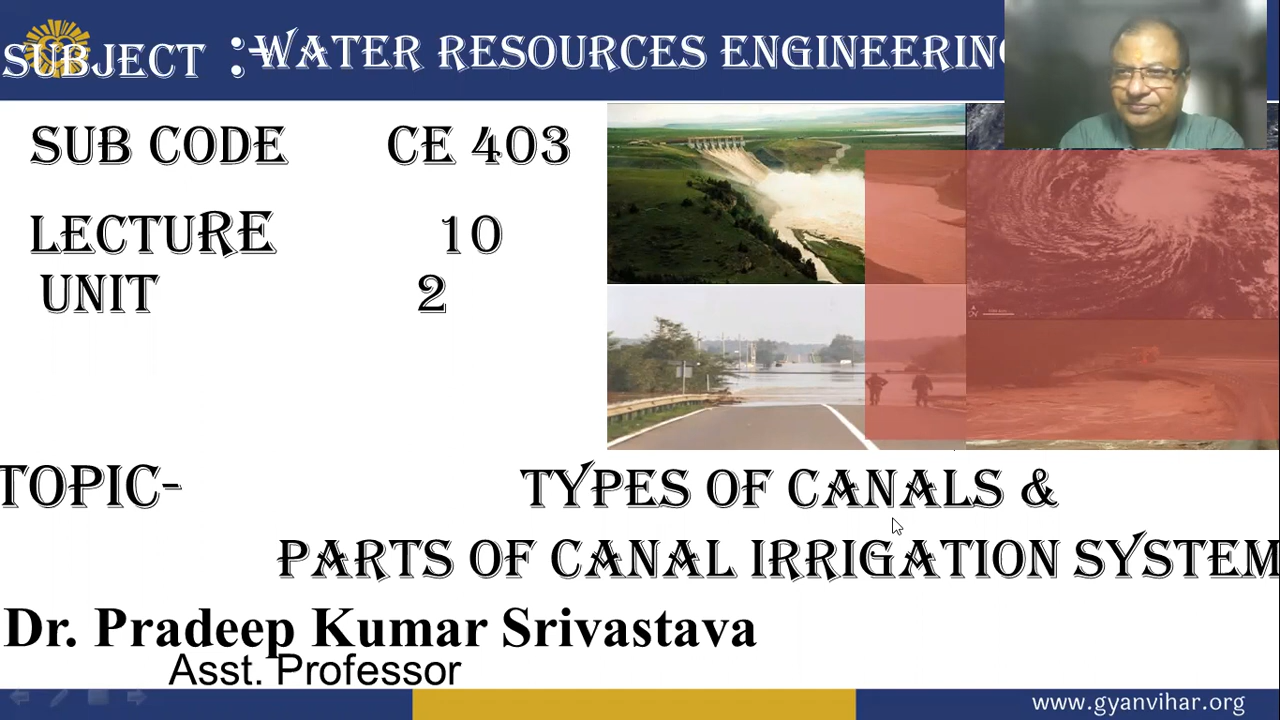 SUBJECT :- WATER RESOURCES ENGINEERING
SUB CODE CE 403
LECTURE 10
UNIT 2
TOPIC- TYPES OF CANALS &
PARTS OF CANAL IRRIGATION SYSTEM
Dr. Pradeep Kumar Srivastava
Asst. Professor
www.gyanvihar.org